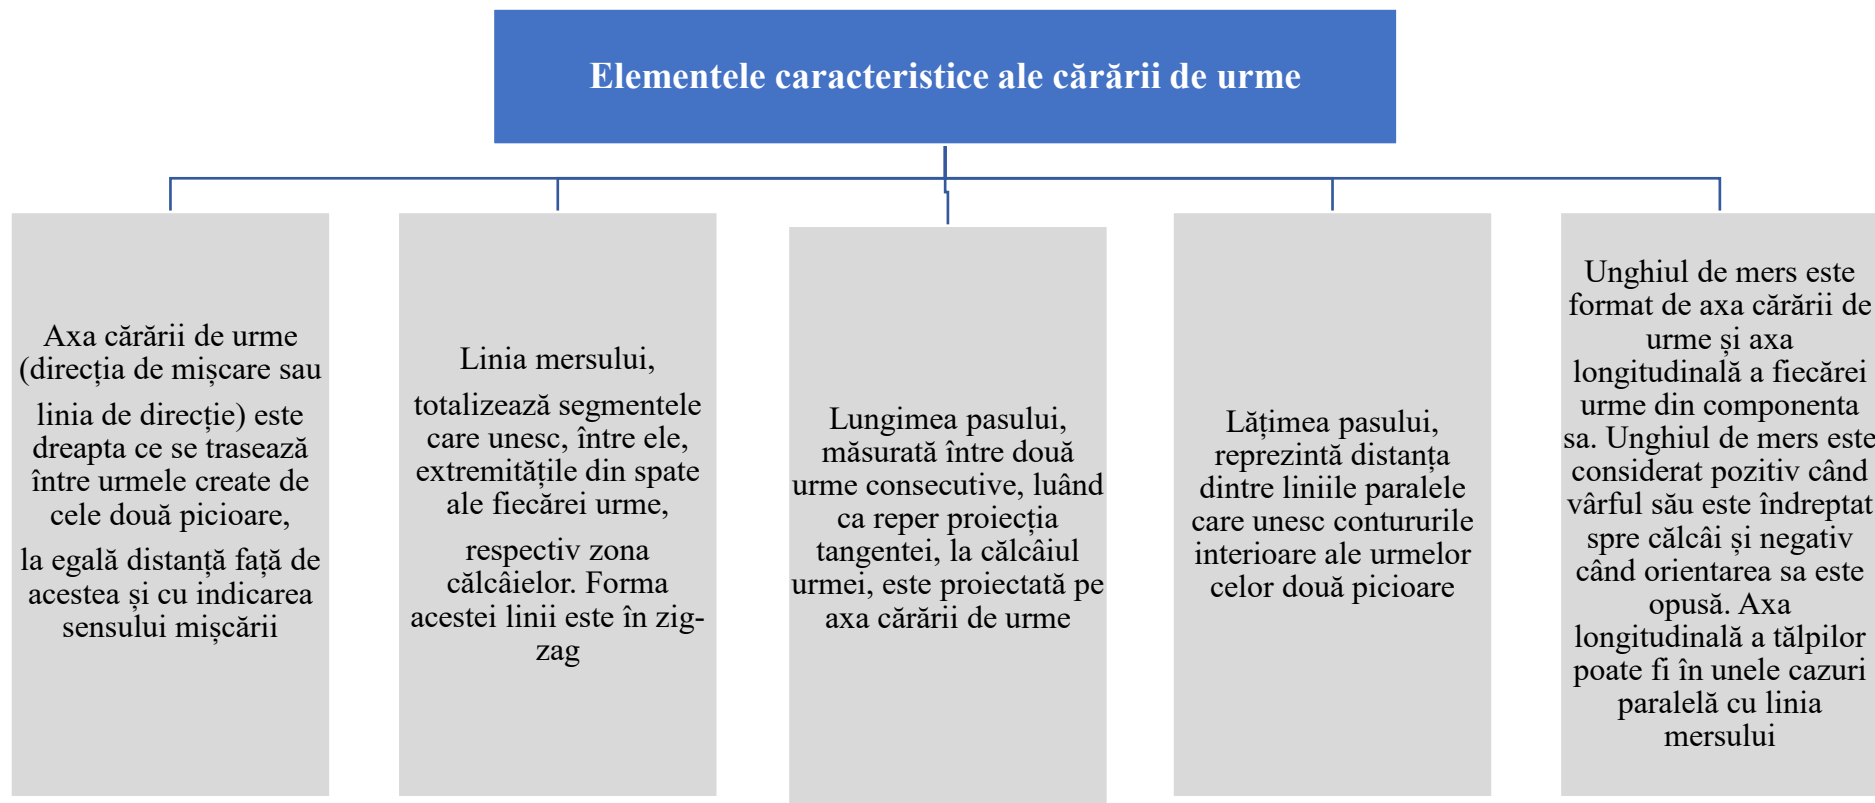 Elementele caracteristice ale cărării de urme
Axa cărării de urme
(direcția de mișcare sau
linia de direcție) este
dreapta ce se trasează
între urmele create de
cele două picioare,
la egală distanță față de
acestea și cu indicarea
sensului mișcării
Linia mersului,
totalizează segmentele
care unesc, între ele,
extremitățile din spate
ale fiecărei urme,
respectiv zona
călcâielor. Forma
acestei linii este în zig-
zag
Lungimea pasului,
măsurată între două
urme consecutive, luând
ca reper proiecția
tangentei, la călcâiul
urmei, este proiectată pe
axa cărării de urme
Lățimea pasului,
reprezintă distanța
dintre liniile paralele
care unesc contururile
interioare ale urmelor
celor două picioare
Unghiul de mers este
format de axa cărării de
urme și axa
longitudinală a fiecărei
urme din componenta
sa. Unghiul de mers este
considerat pozitiv când
vârful său este îndreptat
spre călcâi și negativ
când orientarea sa este
opusă. Axa
longitudinală a tălpilor
poate fi în unele cazuri
paralelă cu linia
mersului